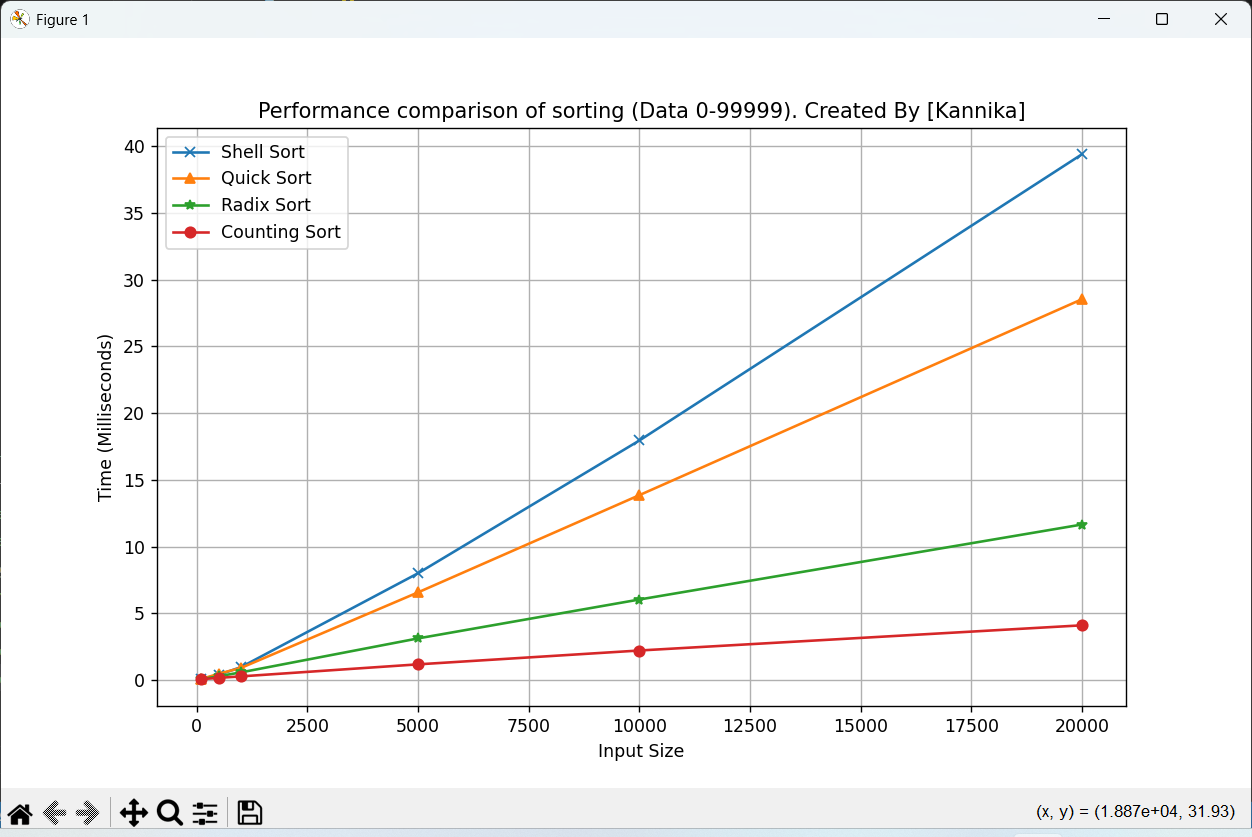 Figure 1
Performance comparison of sorting (Data 0-99999). Created By [Kannika]
Shell Sort
Quick Sort
Radix Sort
Counting Sort
40
35
30
25
20
15
10
5
0
Time (Milliseconds)
0 2500 5000 7500 10000 12500 15000 17500 20000
Input Size
(x, y) = (1.887e+04, 31.93)